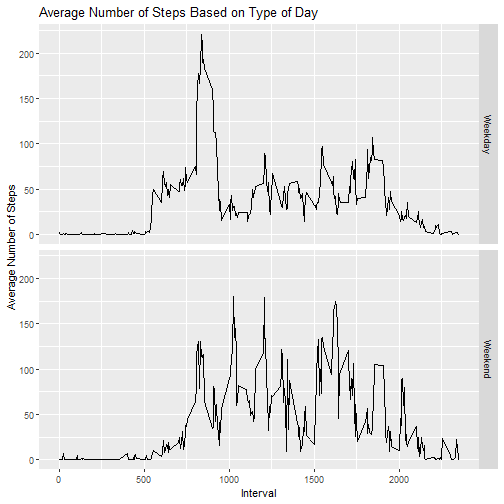 Average Number of Steps Based on Type of Day
Average Number of Steps
200
150
100
50
0
Weekday
200
150
100
50
0
Weekend
0 500 1000 1500 2000
Interval